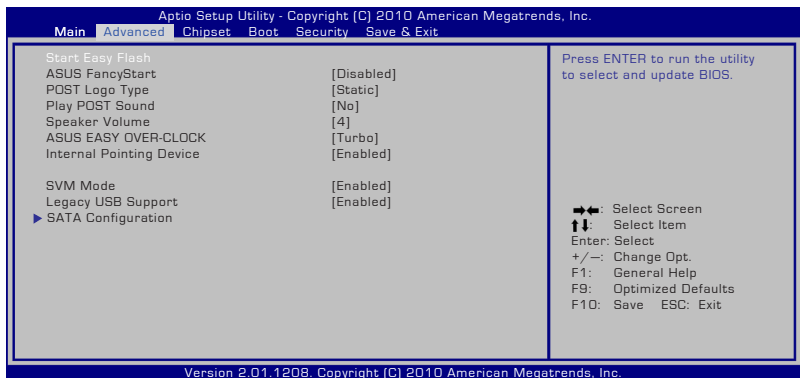 Aptio Setup Utility - Copyright (C) 2010 American Megatrends, Inc.
Main Advanced Chipset Boot Security Save & Exit
Start Easy Flash
ASUS FancyStart [Disabled]
POST Logo Type [Static]
Play POST Sound [No]
Speaker Volume [4]
ASUS EASY OVER-CLOCK [Turbo]
Internal Pointing Device [Enabled]
SVM Mode [Enabled]
Legacy USB Support [Enabled]
SATA Configuration
Press ENTER to run the utility
to select and update BIOS.
→←: Select Screen
↑↓: Select Item
Enter: Select
+/—: Change Opt.
F1: General Help
F9: Optimized Defaults
F10: Save ESC: Exit
Version 2.01.1208. Copyright (C) 2010 American Megatrends, Inc.